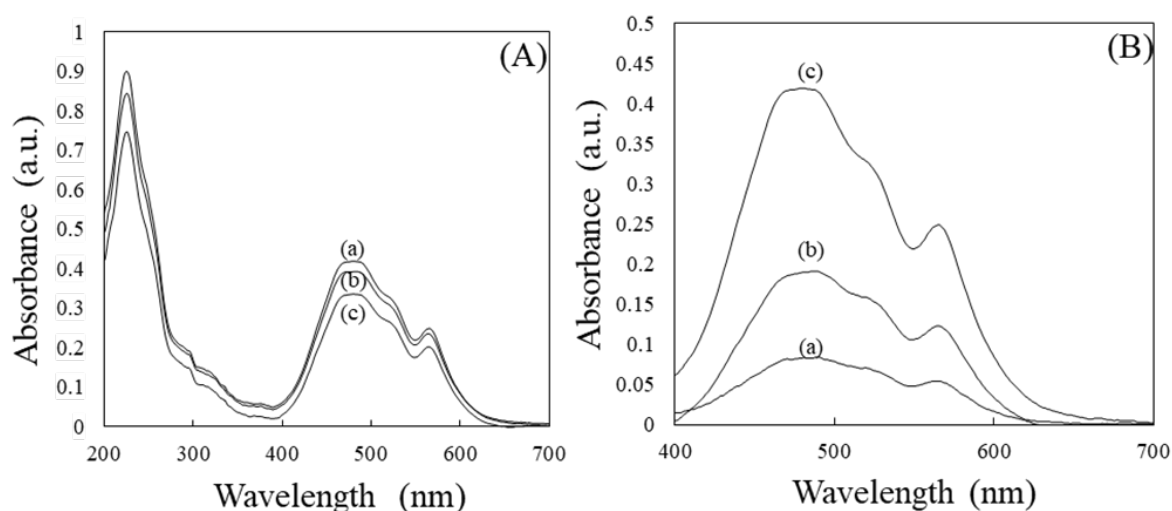 (A)
1
0.9
0.8
0.7
0.6
0.5
0.4
0.3
0.2
0.1
0
Absorbance (a.u.)
(a)
(b)
(c)
200 300 400 500 600 700
Wavelength (nm)
(B)
0.5
0.45
0.4
0.35
0.3
0.25
0.2
0.15
0.1
0.05
0
Absorbance (a.u.)
(c)
(b)
(a)
400 500 600 700
Wavelength (nm)